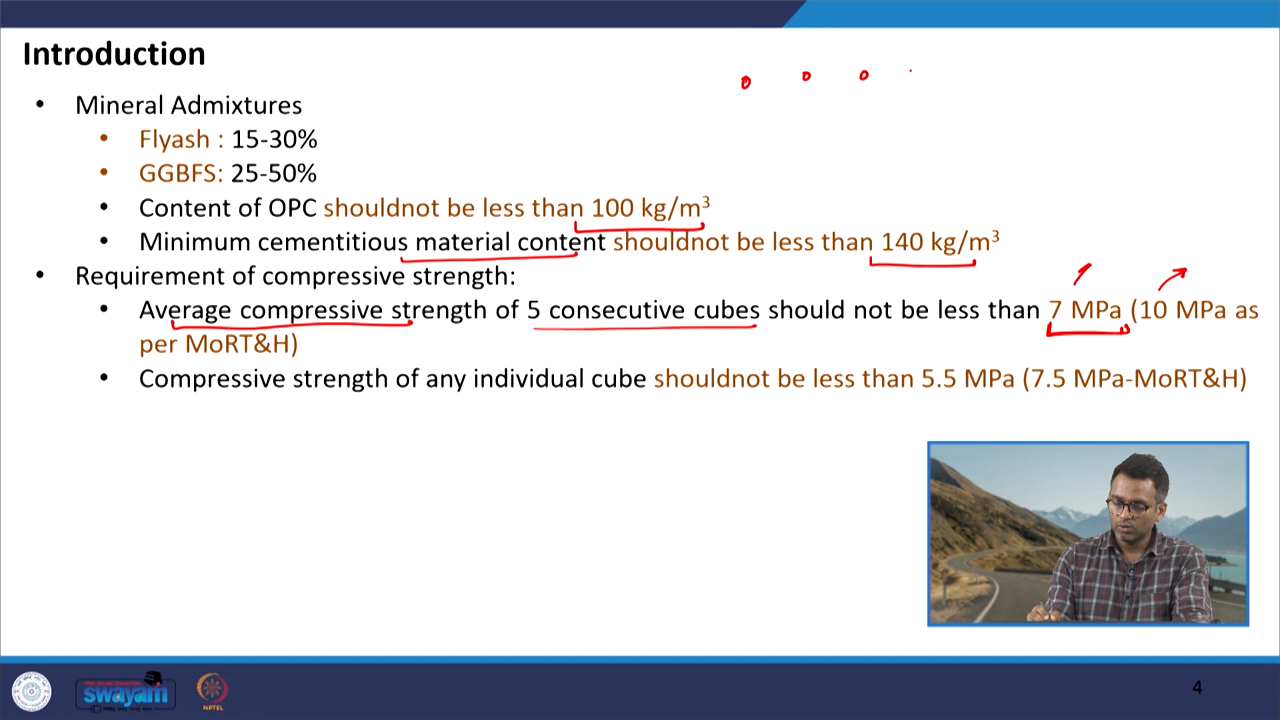 Introduction
• Mineral Admixtures
• Flyash : 15-30%
• GGBFS: 25-50%
• Content of OPC shouldnot be less than 100 kg/m³
• Minimum cementitious material content shouldnot be less than 140 kg/m³
• Requirement of compressive strength:
• Average compressive strength of 5 consecutive cubes should not be less than 7 MPa (10 MPa as
per MoRT&H)
• Compressive strength of any individual cube shouldnot be less than 5.5 MPa (7.5 MPa-MoRT&H)
swayam
NPTEL
4